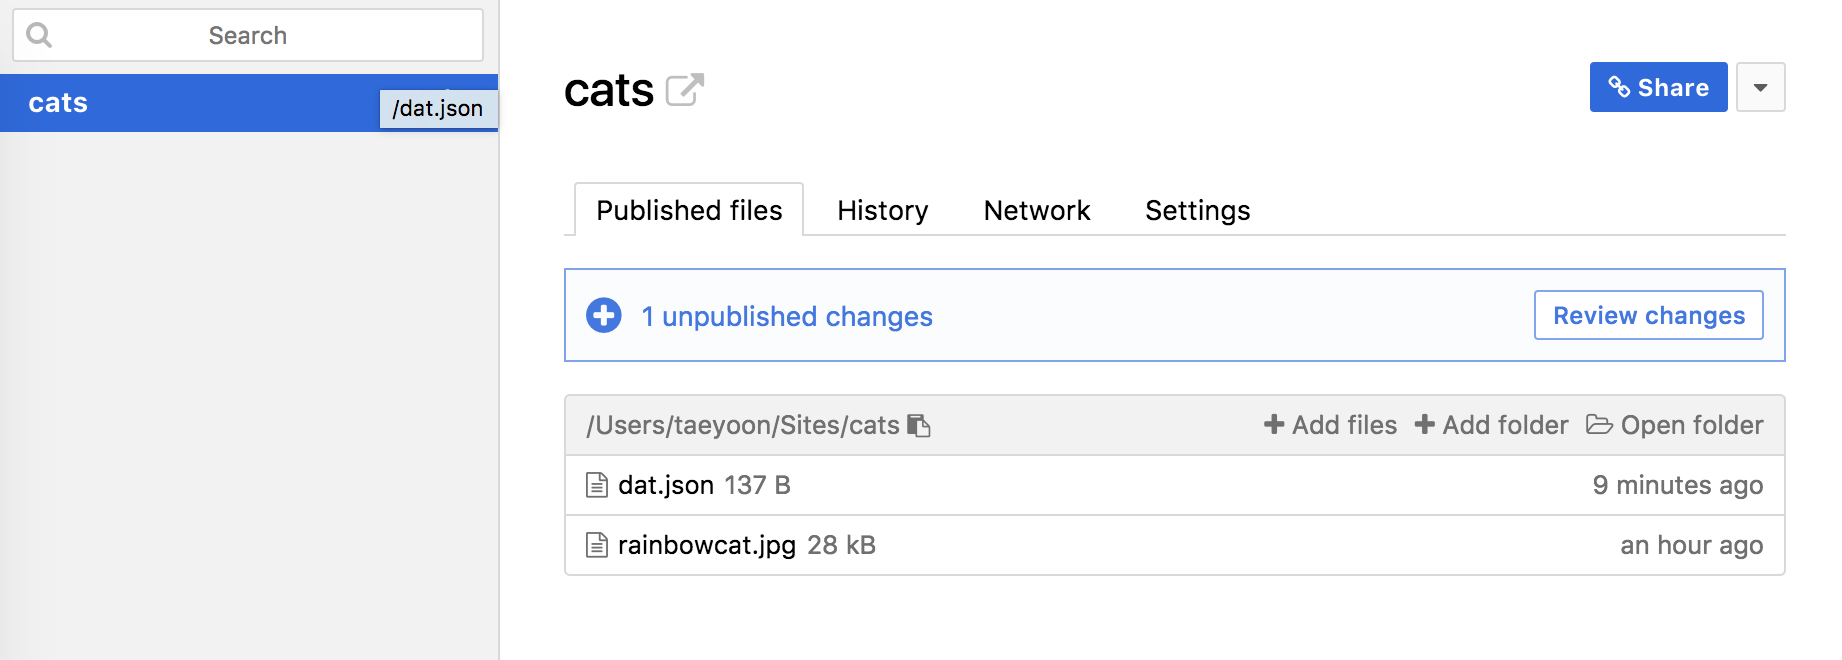 Search
cats
/dat.json
cats
Share
Published files History Network Settings
1 unpublished changes
Review changes
/Users/taeyoon/Sites/cats
Add files Add folder Open folder
dat.json 137 B 9 minutes ago
rainbowcat.jpg 28 kB an hour ago